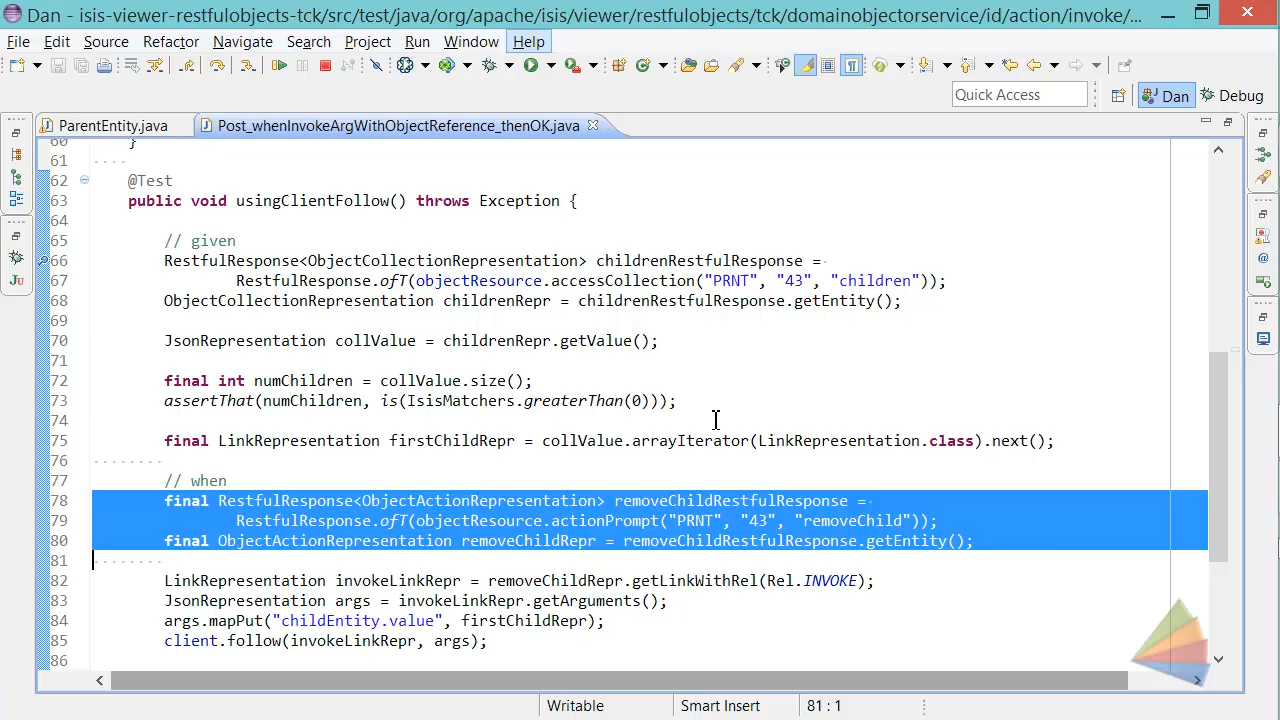 Dan - isis-viewer-restfulobjects-tck/src/test/java/org/apache/isis/viewer/restfulobjects/tck/domainobjectorservice/id/action/invoke/...
File Edit Source Refactor Navigate Search Project Run Window Help
Quick Access Dan Debug
ParentEntity.java Post_whenInvokeArgWithObjectReference_thenOK.java
60 }
61
62 @Test
63 public void usingClientFollow() throws Exception {
64
65 // given
66 RestfulResponse<ObjectCollectionRepresentation> childrenRestfulResponse =
67 RestfulResponse.ofT(objectResource.accessCollection("PRNT", "43", "children"));
68 ObjectCollectionRepresentation childrenRepr = childrenRestfulResponse.getEntity();
69
70 JsonRepresentation collValue = childrenRepr.getValue();
71
72 final int numChildren = collValue.size();
73 assertThat(numChildren, is(IsisMatchers.greaterThan(0)));
74
75 final LinkRepresentation firstChildRepr = collValue.arrayIterator(LinkRepresentation.class).next();
76
77 // when
78 final RestfulResponse<ObjectActionRepresentation> removeChildRestfulResponse =
79 RestfulResponse.ofT(objectResource.actionPrompt("PRNT", "43", "removeChild"));
80 final ObjectActionRepresentation removeChildRepr = removeChildRestfulResponse.getEntity();
81
82 LinkRepresentation invokeLinkRepr = removeChildRepr.getLinkWithRel(Rel.INVOKE);
83 JsonRepresentation args = invokeLinkRepr.getArguments();
84 args.mapPut("childEntity.value", firstChildRepr);
85 client.follow(invokeLinkRepr, args);
86
Writable Smart Insert 81 : 1